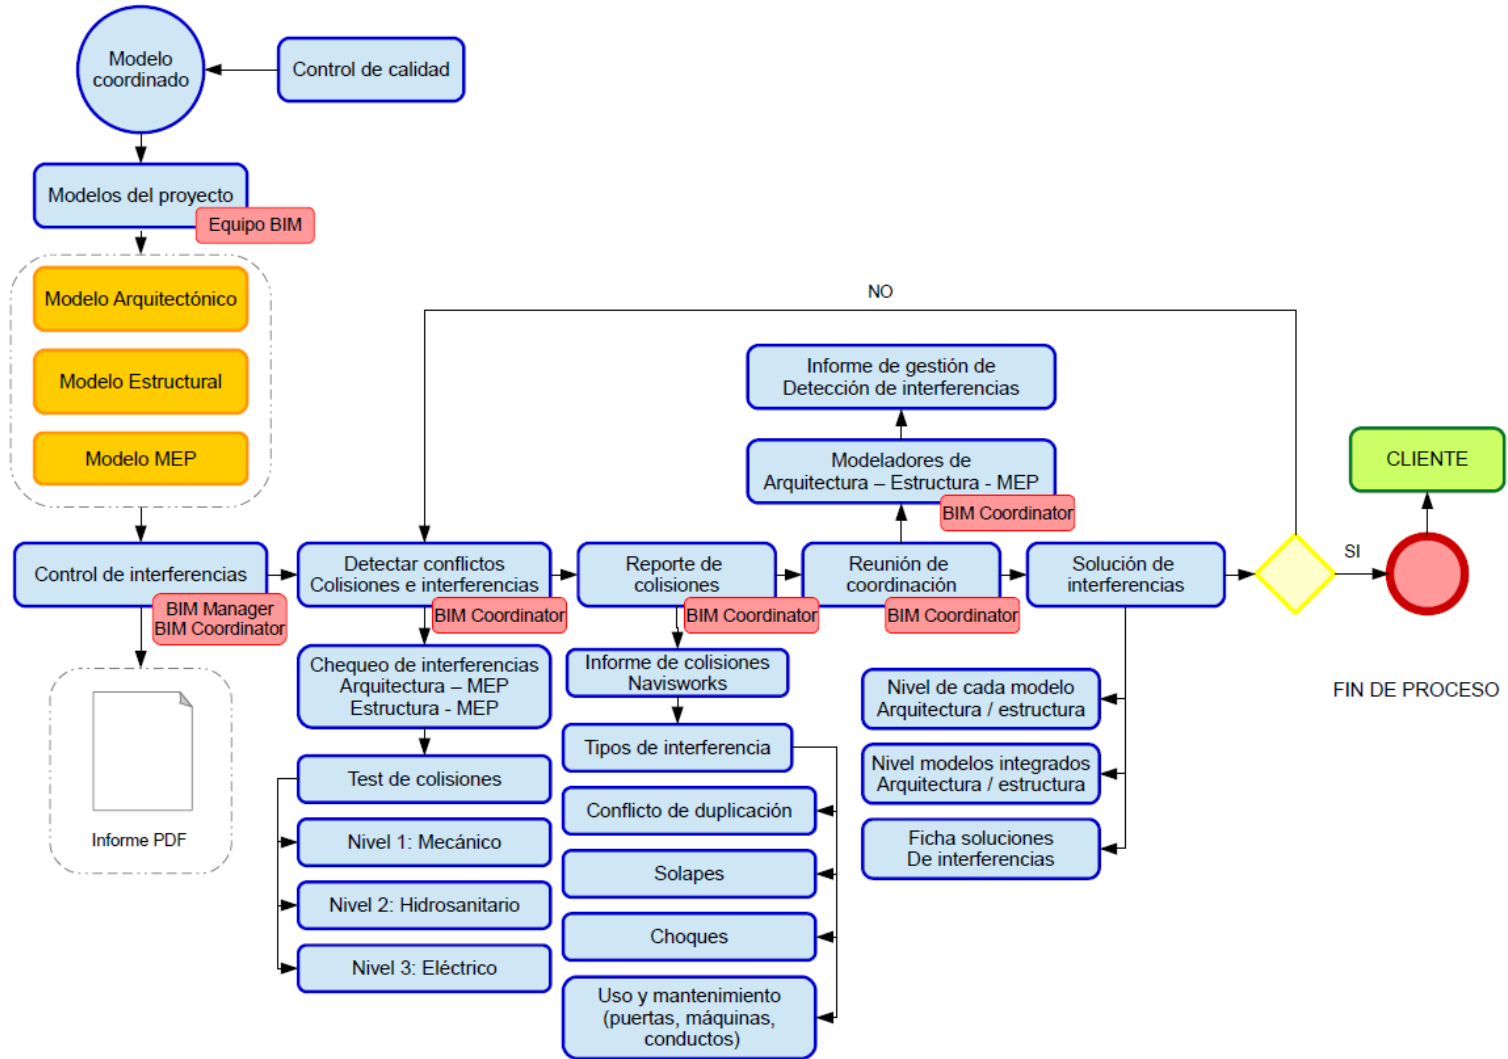 Modelo
coordinado
Control de calidad
Modelos del proyecto
Equipo BIM
Modelo Arquitectónico
Modelo Estructural
Modelo MEP
NO
Informe de gestión de
Detección de interferencias
Modeladores de
Arquitectura – Estructura - MEP
BIM Coordinator
CLIENTE
Control de interferencias
BIM Manager
BIM Coordinator
Detectar conflictos
Colisiones e interferencias
BIM Coordinator
Reporte de
colisiones
BIM Coordinator
Reunión de
coordinación
BIM Coordinator
Solución de
interferencias
SI
FIN DE PROCESO
Informe PDF
Chequeo de interferencias
Arquitectura – MEP
Estructura - MEP
Test de colisiones
Nivel 1: Mecánico
Nivel 2: Hidrosanitario
Nivel 3: Eléctrico
Informe de colisiones
Navisworks
Tipos de interferencia
Conflicto de duplicación
Solapes
Choques
Uso y mantenimiento
(puertas, máquinas,
conductos)
Nivel de cada modelo
Arquitectura / estructura
Nivel modelos integrados
Arquitectura / estructura
Ficha soluciones
De interferencias